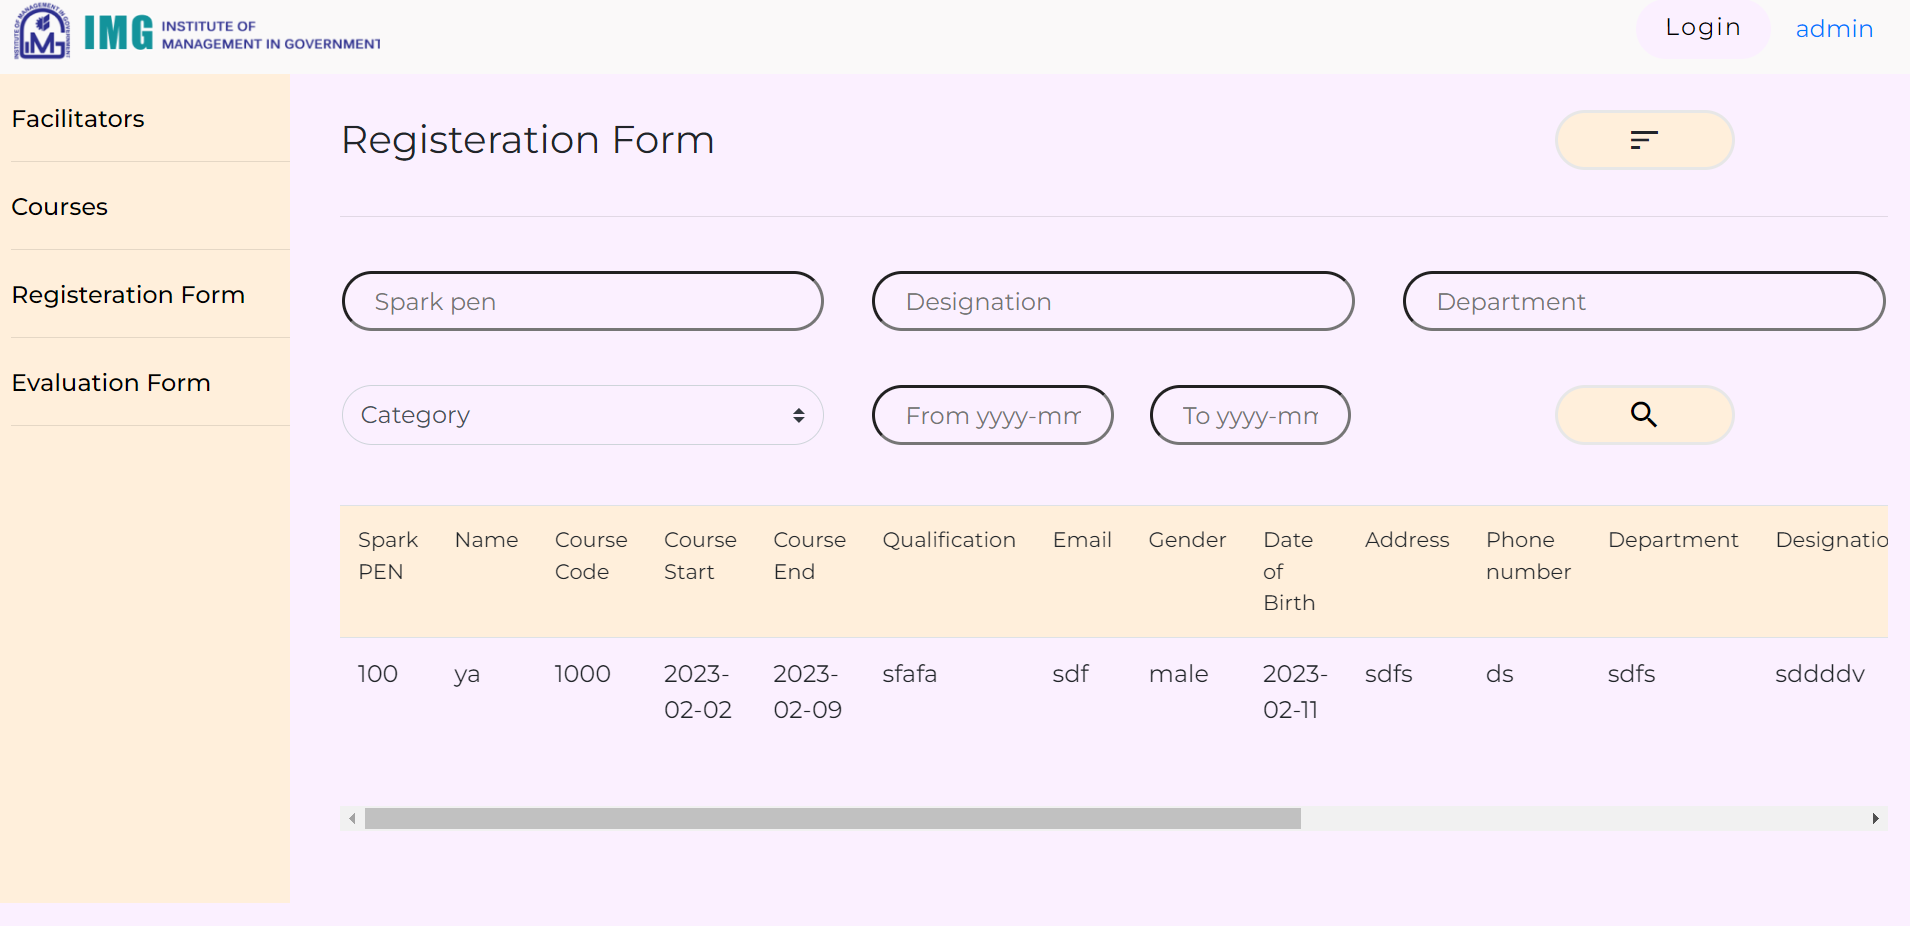 IMG INSTITUTE OF
MANAGEMENT IN GOVERNMENT
Login admin
Facilitators
Courses
Registeration Form
Evaluation Form
Registeration Form
Spark pen Designation Department
Category From yyyy-mm To yyyy-mm
Spark PEN Name Course Code Course Start Course End Qualification Email Gender Date of Birth Address Phone number Department Designatio
100 ya 1000 2023-02-02 2023-02-09 sfafa sdf male 2023-02-11 sdfs ds sdfs sddddv